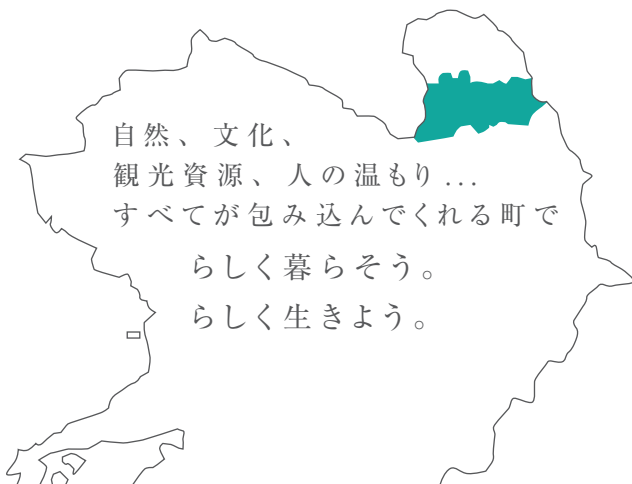 自然、文化、
観光資源、人の温もり...
すべてが包み込んでくれる町で
らしく暮らそう。
らしく生きよう。